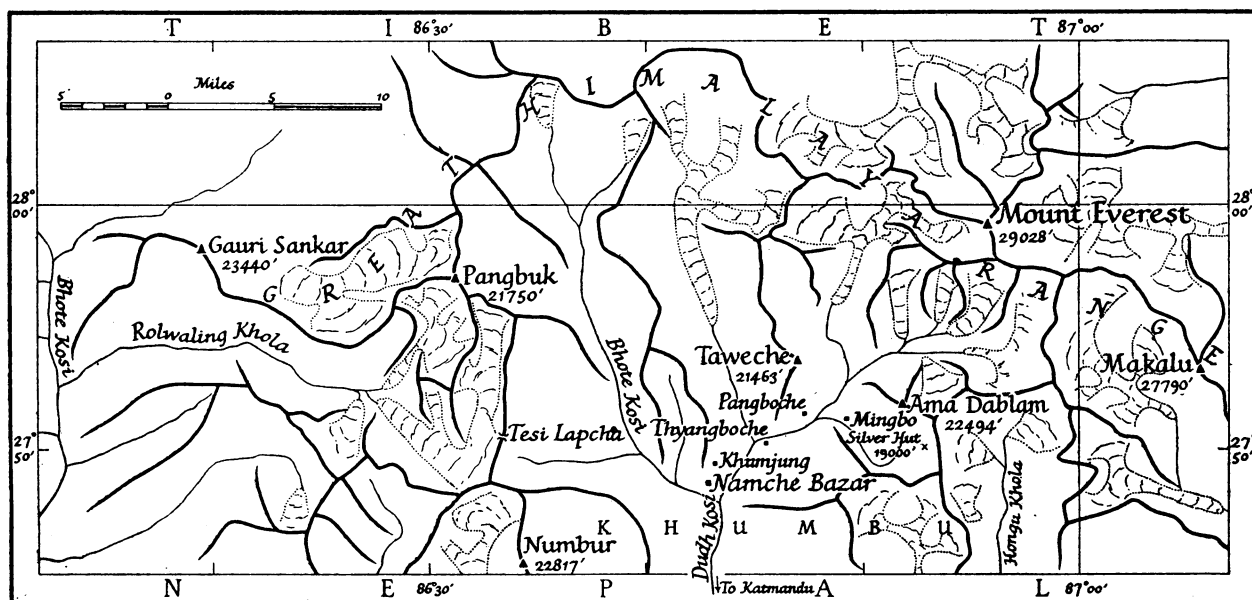 T I B E T
86°30' 87°00'
Miles
5 0 5 10
GREAT HIMALAYAN RANGE
28°00' 28°00'
Mount Everest
29028'
Gauri Sankar
23440'
Pangbuk
21750'
Bhote Kosi
Rolwaling Khola
Bhote Kosi
Taweche
21463'
Makalu
27790'
Pangboche
Ama Dablam
22494'
Mingbo
Silver Hut
19000'
Tesi Lapcha
Thyangboche
27°50' 27°50'
Khumjung
Namche Bazar
Hongu Khola
K H U M B U
Dudh Kosi
Numbur
22817'
To Katmandu
N E P A L
86°30' 87°00'